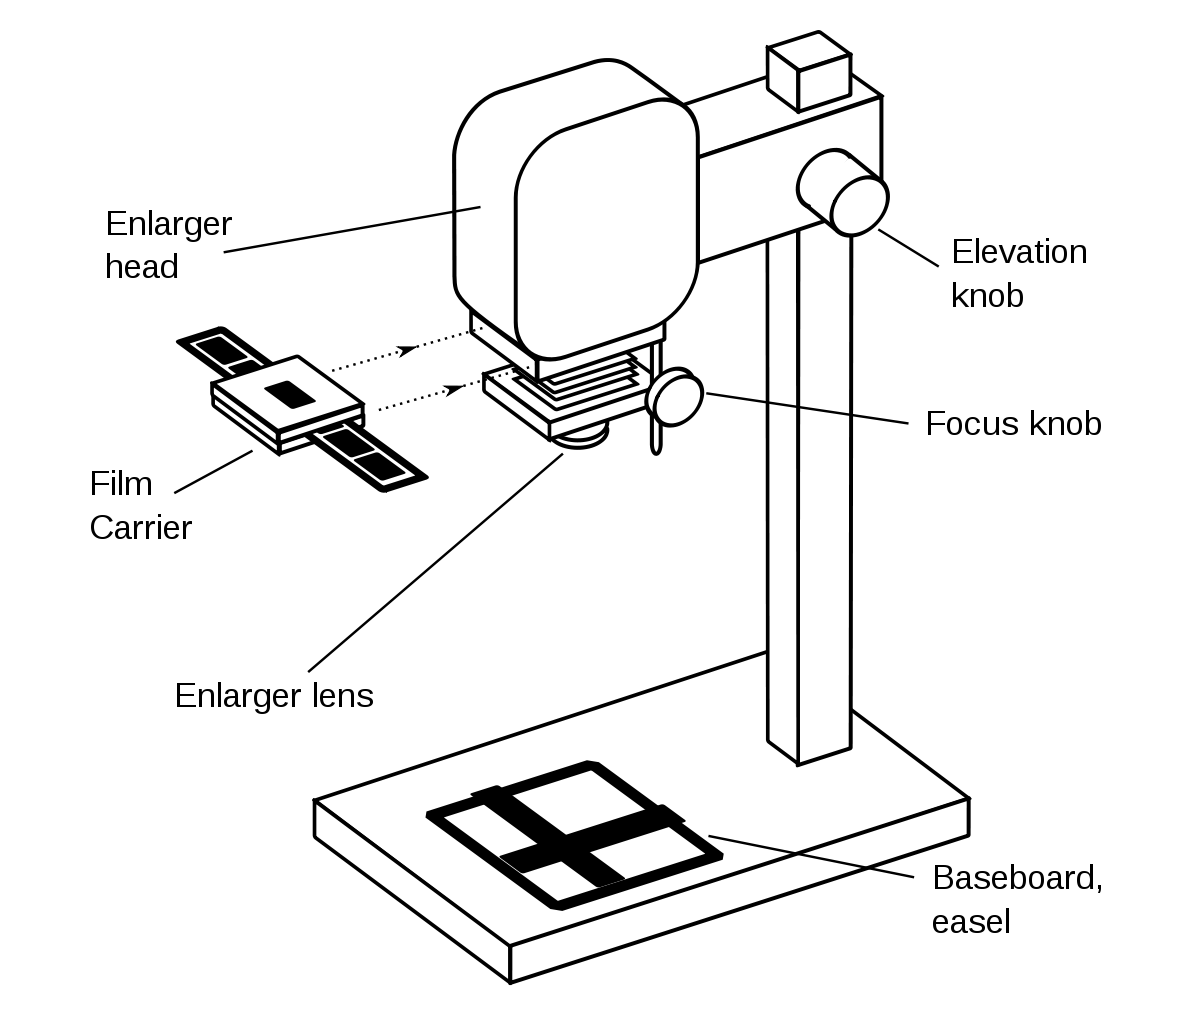 Enlarger
head
Elevation
knob
Focus knob
Film
Carrier
Enlarger lens
Baseboard,
easel